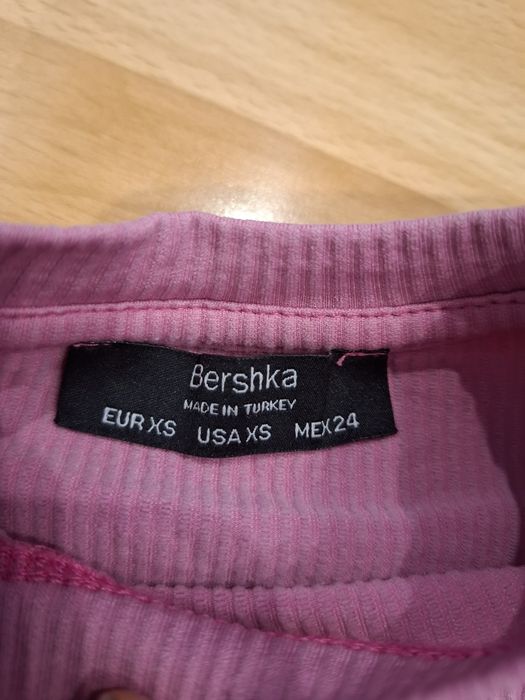 Bershka
MADE IN TURKEY
EUR XS USA XS MEX 24